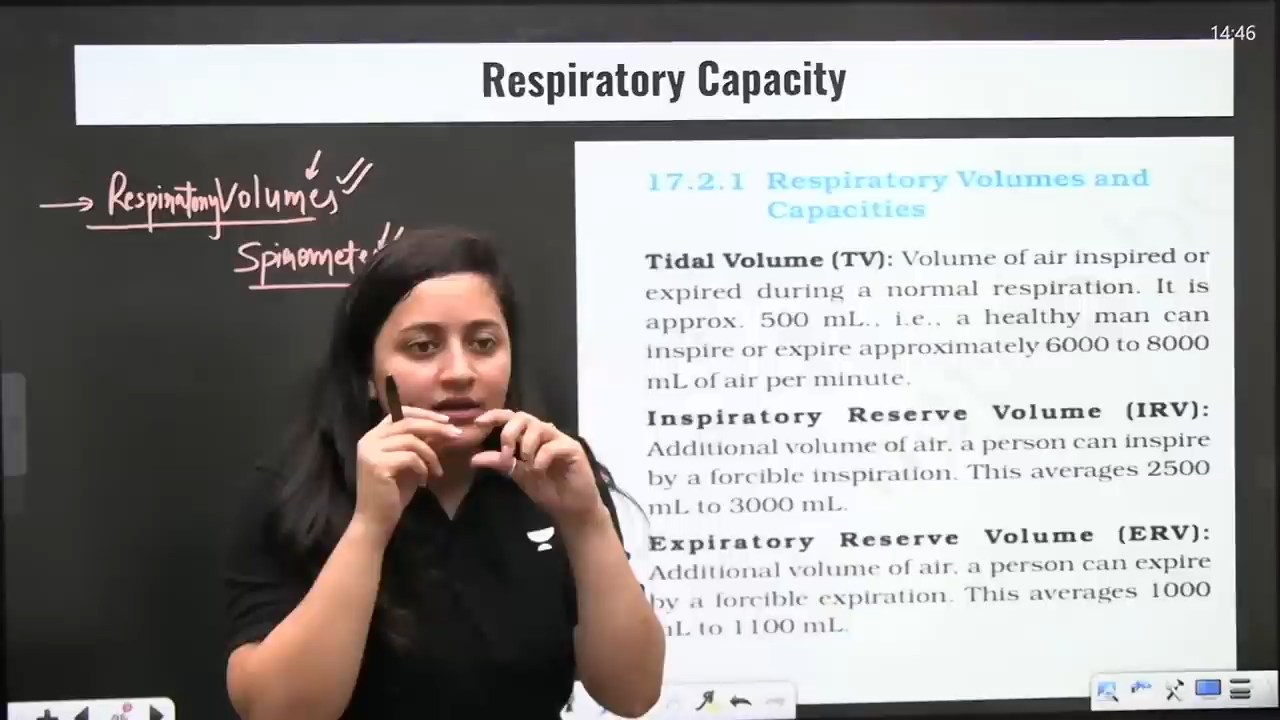 14:46
Respiratory Capacity
→ Respiratory Volumes
Spiromete
17.2.1 Respiratory Volumes and
Capacities
Tidal Volume (TV): Volume of air inspired or
expired during a normal respiration. It is
approx. 500 mL., i.e., a healthy man can
inspire or expire approximately 6000 to 8000
mL of air per minute.
Inspiratory Reserve Volume (IRV):
Additional volume of air, a person can inspire
by a forcible inspiration. This averages 2500
mL to 3000 mL.
Expiratory Reserve Volume (ERV):
Additional volume of air, a person can expire
by a forcible expiration. This averages 1000
mL to 1100 mL.